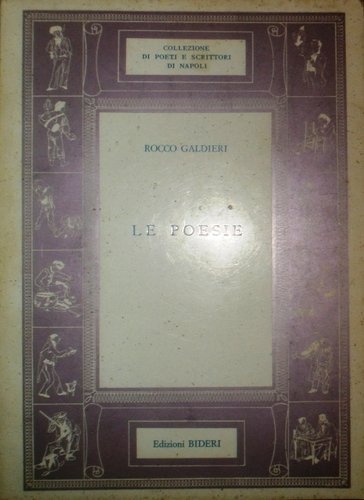 COLLEZIONE
DI POETI E SCRITTORI
DI NAPOLI
ROCCO GALDIERI
LE POESIE
Edizioni BIDERI